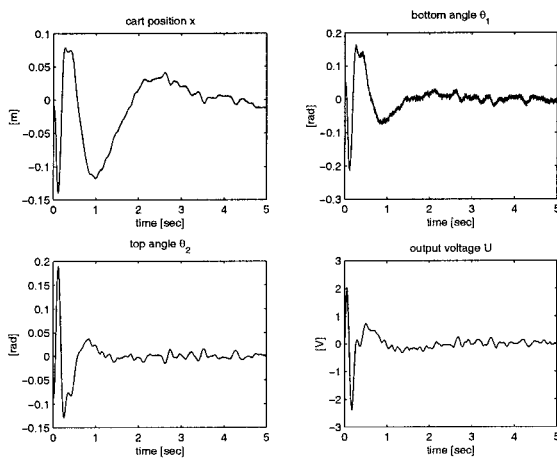 cart position x
0.1
0.05
0
-0.05
-0.1
-0.15
[m]
0 1 2 3 4 5
time [sec]
bottom angle θ1
0.2
0.1
0
-0.1
-0.2
-0.3
[rad]
0 1 2 3 4 5
time [sec]
top angle θ2
0.2
0.15
0.1
0.05
0
-0.05
-0.1
0.15
[rad]
0 1 2 3 4 5
time [sec]
output voltage U
3
2
1
0
-1
-2
-3
[V]
0 1 2 3 4 5
time [sec]